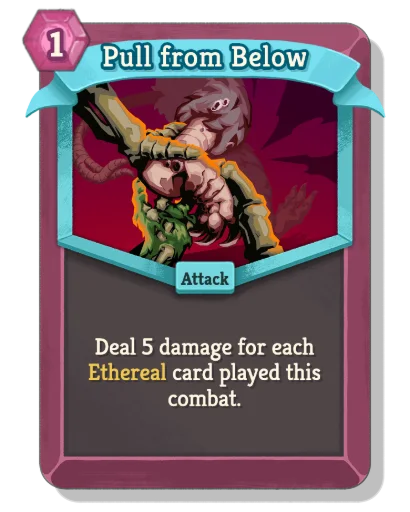 1
Pull from Below
Attack
Deal 5 damage for each
Ethereal card played this
combat.